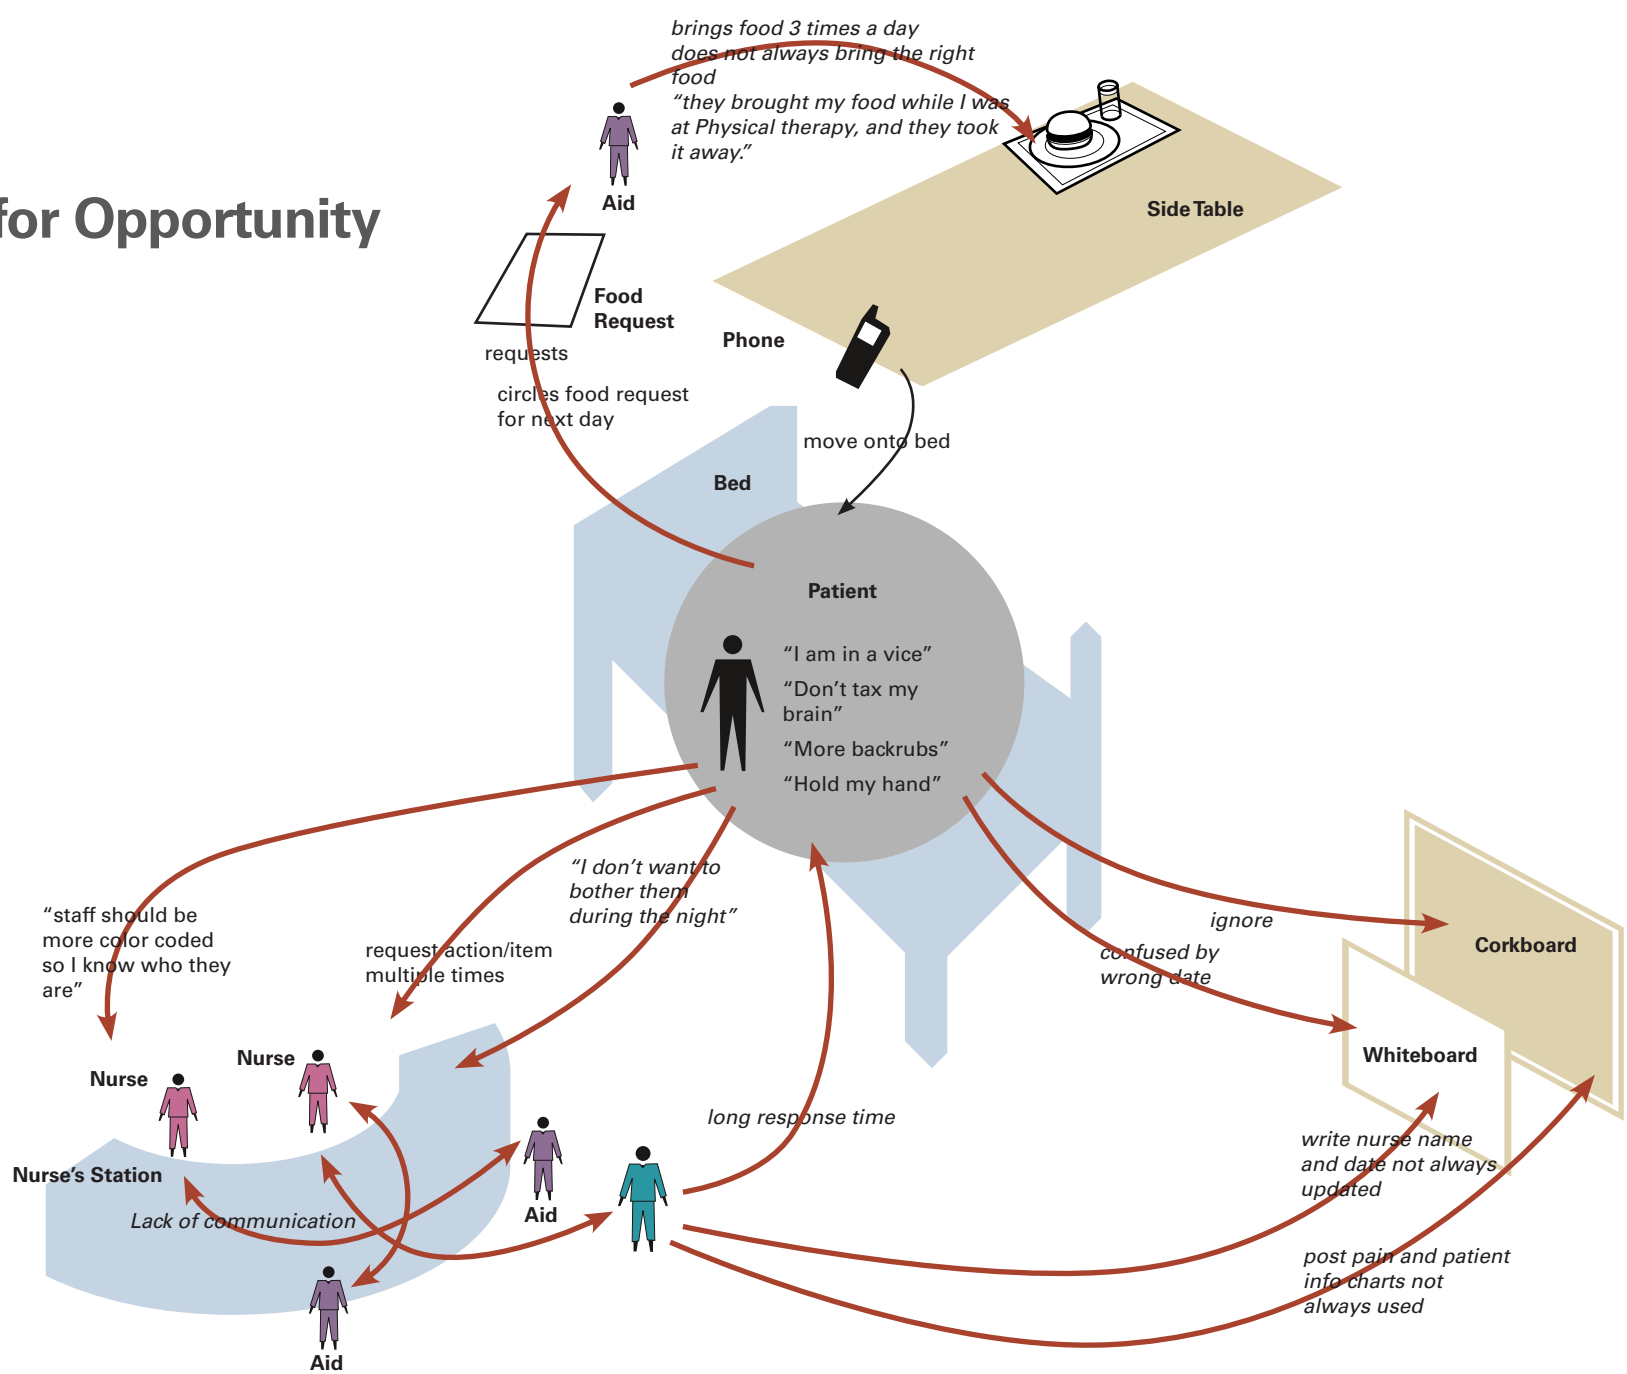 brings food 3 times a day
does not always bring the right
food
“they brought my food while I was
at Physical therapy, and they took
it away.”
Aid
Side Table
for Opportunity
Food
Request
Phone
requests
circles food request
for next day
move onto bed
Bed
Patient
“I am in a vice”
“Don’t tax my
brain”
“More backrubs”
“Hold my hand”
“I don’t want to
bother them
during the night”
“staff should be
more color coded
so I know who they
are”
request action/item
multiple times
ignore
confused by
wrong date
Corkboard
Whiteboard
Nurse
Nurse
Nurse’s Station
Lack of communication
long response time
Aid
Aid
write nurse name
and date not always
updated
post pain and patient
info charts not
always used